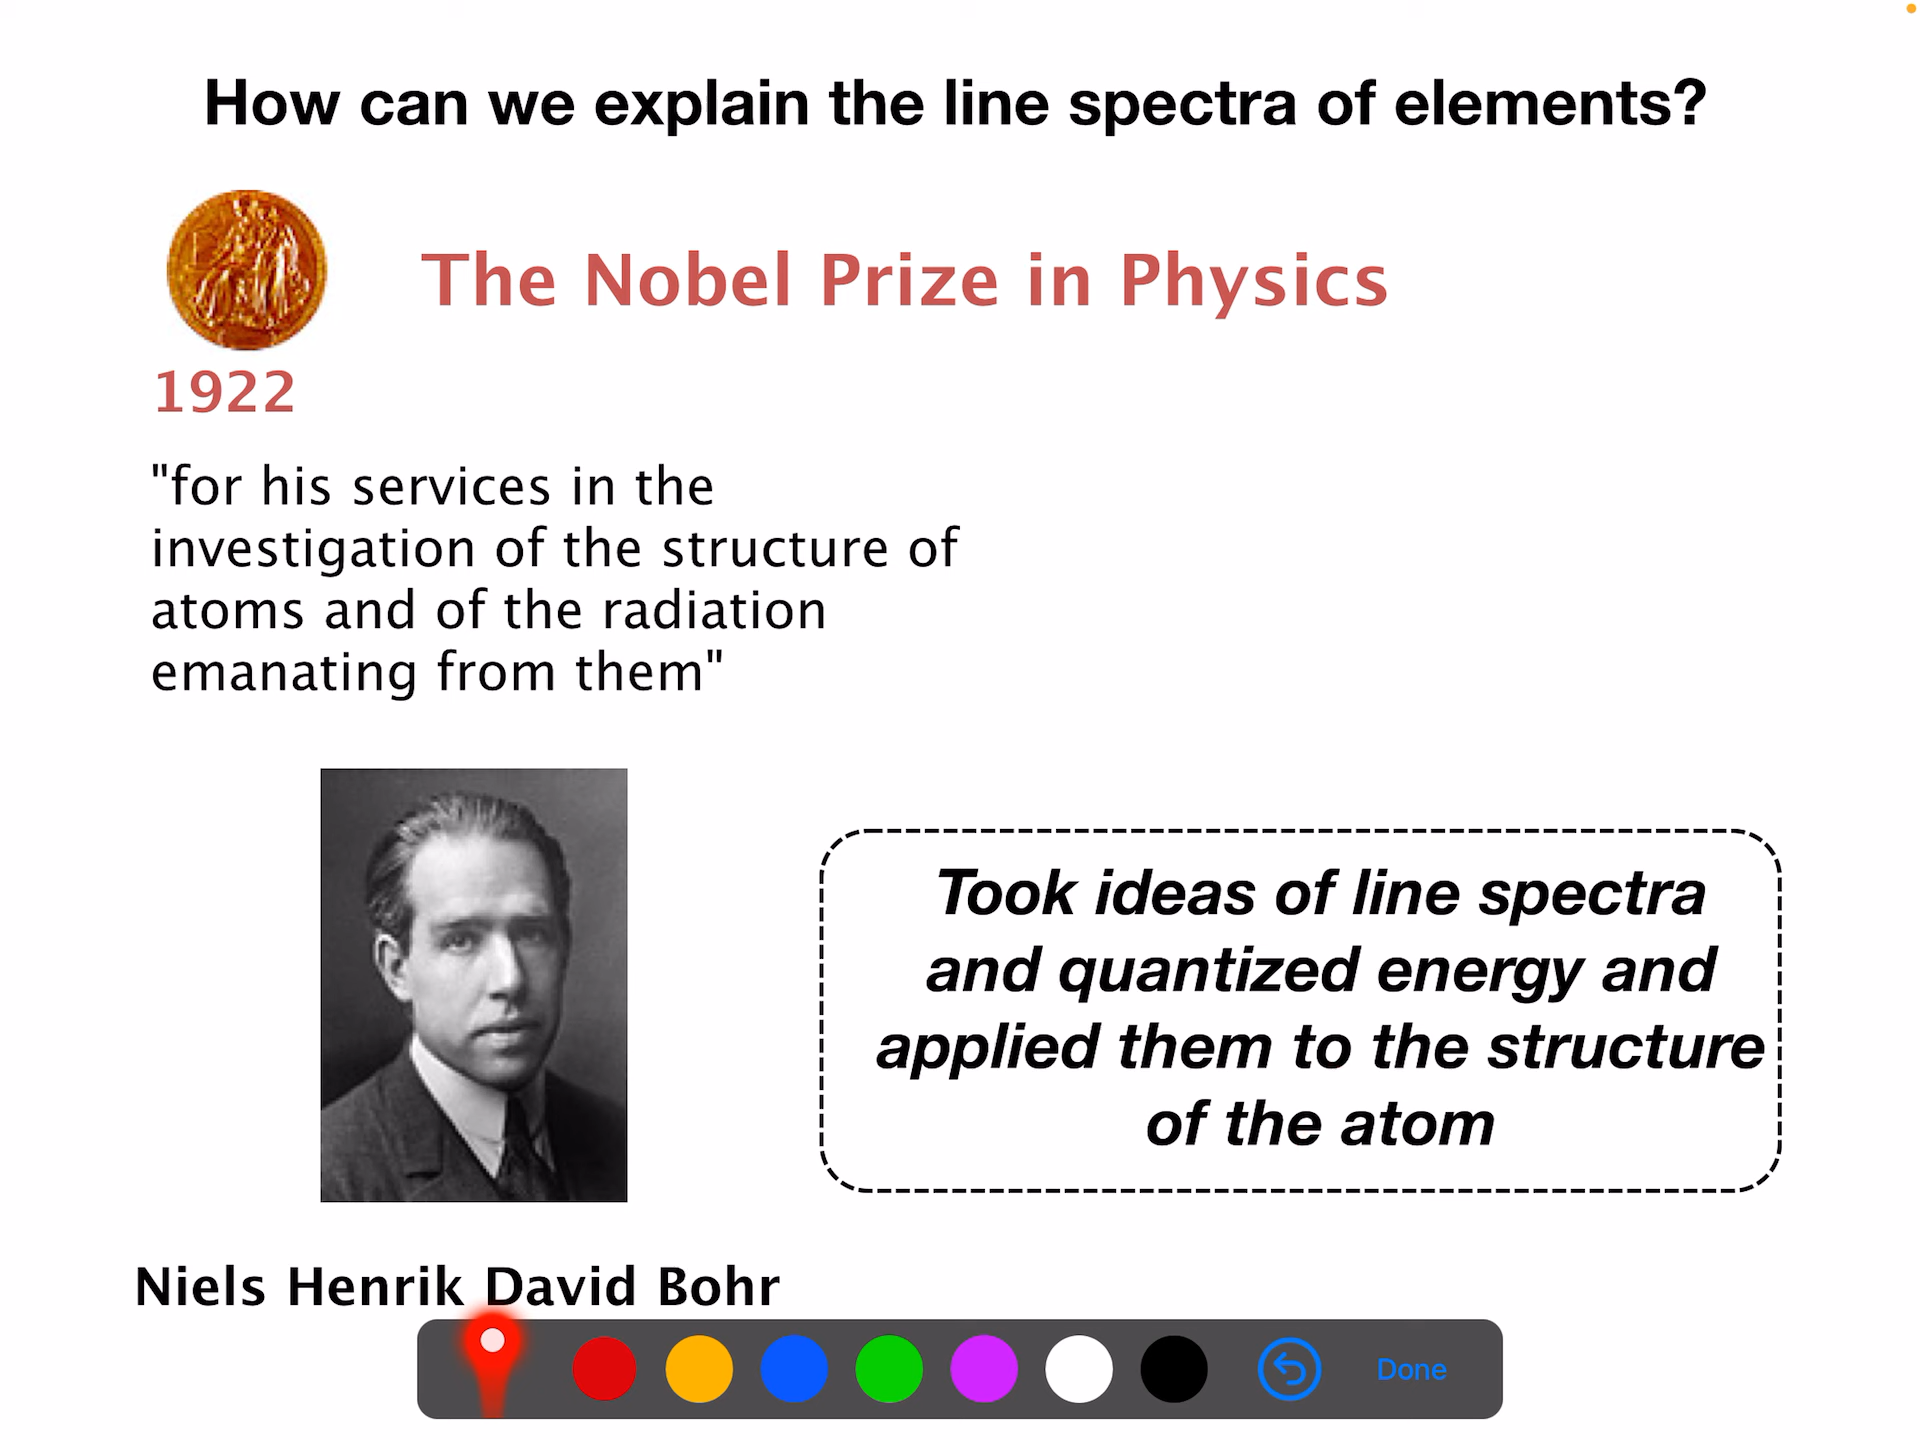 How can we explain the line spectra of elements?
The Nobel Prize in Physics
1922
"for his services in the
investigation of the structure of
atoms and of the radiation
emanating from them"
Took ideas of line spectra
and quantized energy and
applied them to the structure
of the atom
Niels Henrik David Bohr
Done